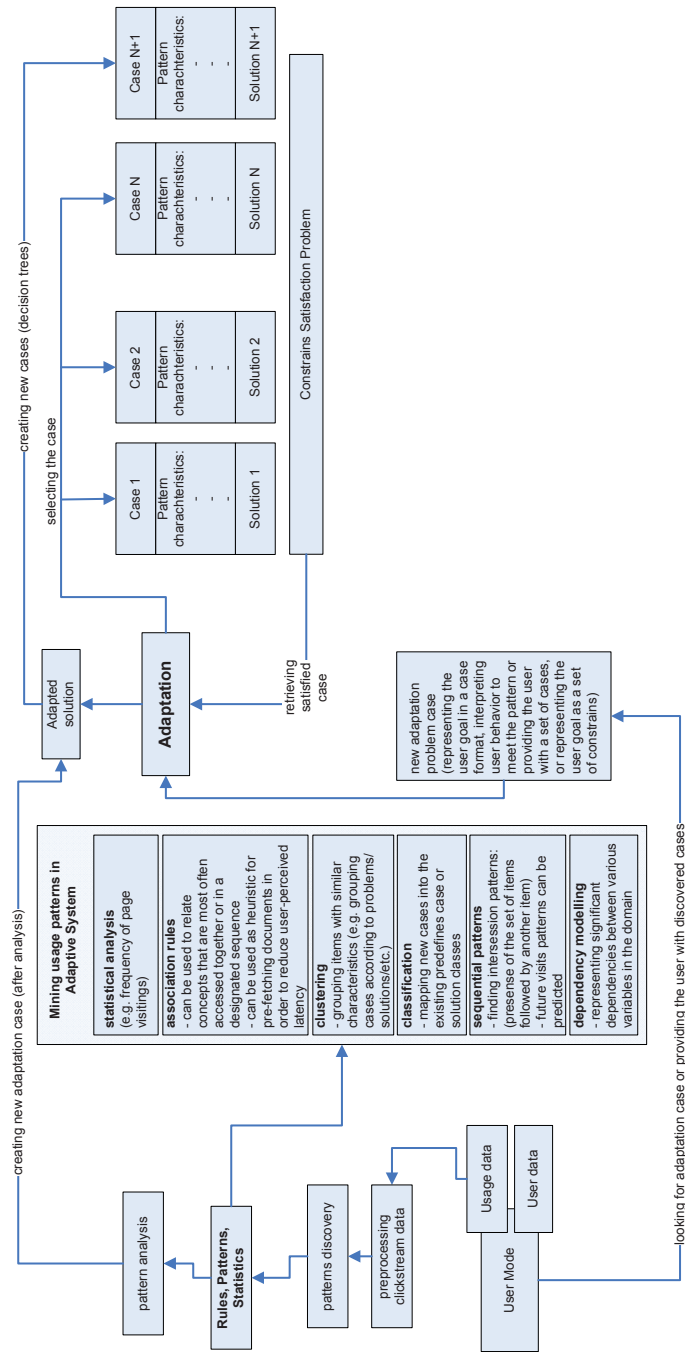 creating new adaptation case (after analysis)
creating new cases (decision trees)
selecting the case
pattern analysis
Rules, Patterns,
Statistics
patterns discovery
preprocessing
clickstream data
Usage data
User data
User Mode
Mining usage patterns in
Adaptive System
statistical analysis
(e.g. frequency of page
visitings)
association rules
- can be used to relate
concepts that are most often
accessed together or in a
designated sequence
- can be used as heuristic for
pre-fetching documents in
order to reduce user-perceived
latency
clustering
- grouping items with similar
characteristics (e.g. grouping
cases according to problems/
solutions/etc.)
classification
- mapping new cases into the
existing predefines case or
solution classes
sequential patterns
- finding intersession patterns:
(presense of the set of items
followed by another item)
- future visits patterns can be
predicted
dependency modelling
- representing significant
dependencies between various
variables in the domain
Adapted
solution
Adaptation
retrieving
satisfied
case
new adaptation
problem case
(representing the
user goal in a case
format, interpreting
user behavior to
meet the pattern or
providing the user
with a set of cases,
or representing the
user goal as a set
of constrains)
Case 1
Pattern
charachteristics:
-
-
-
Solution 1
Case 2
Pattern
charachteristics:
-
-
-
Solution 2
Case N
Pattern
charachteristics:
-
-
-
Solution N
Case N+1
Pattern
charachteristics:
-
-
-
Solution N+1
Constrains Satisfaction Problem
looking for adaptation case or providing the user with discovered cases